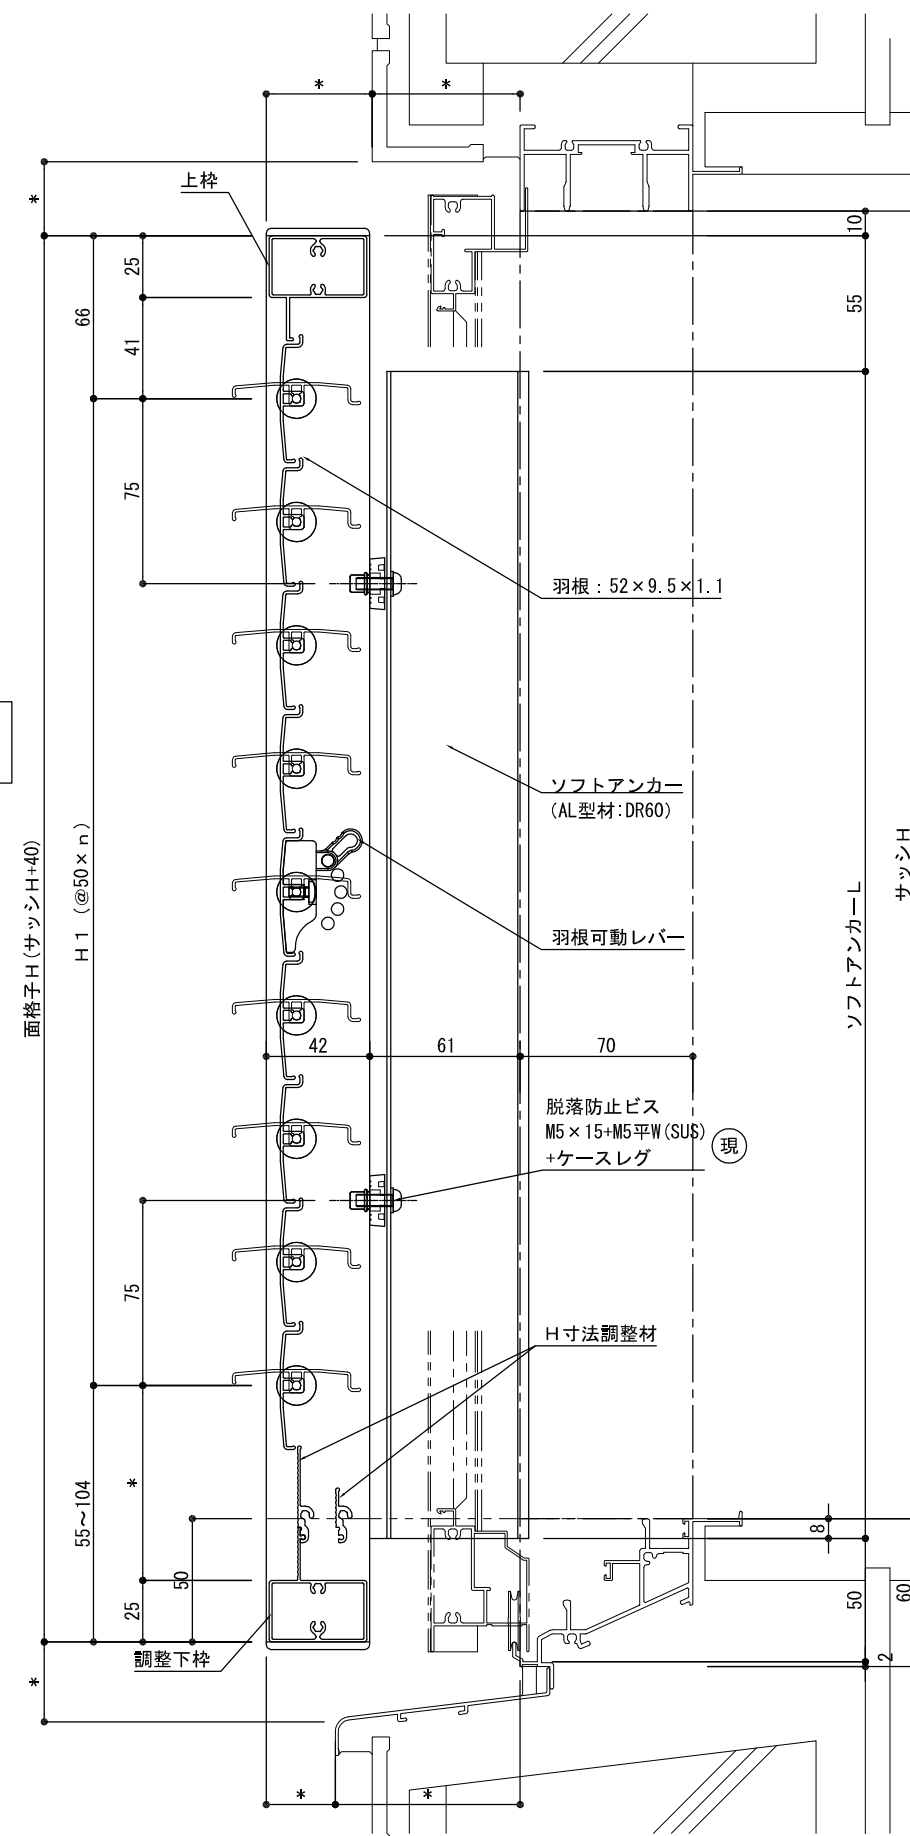 *
*
上枠
*
10
25
66
55
41
75
羽根：52×9.5×1.1
ソフトアンカー
(AL型材:DR60)
サッシH
H1（@50×n）
面格子H(サッシH+40)
羽根可動レバー
ソフトアンカーL
42
61
70
脱落防止ビス
M5×15+M5平W(SUS)
+ケースレグ
現
75
H寸法調整材
*
55～104
8
50
25
50
60
調整下枠
2
*
*
*